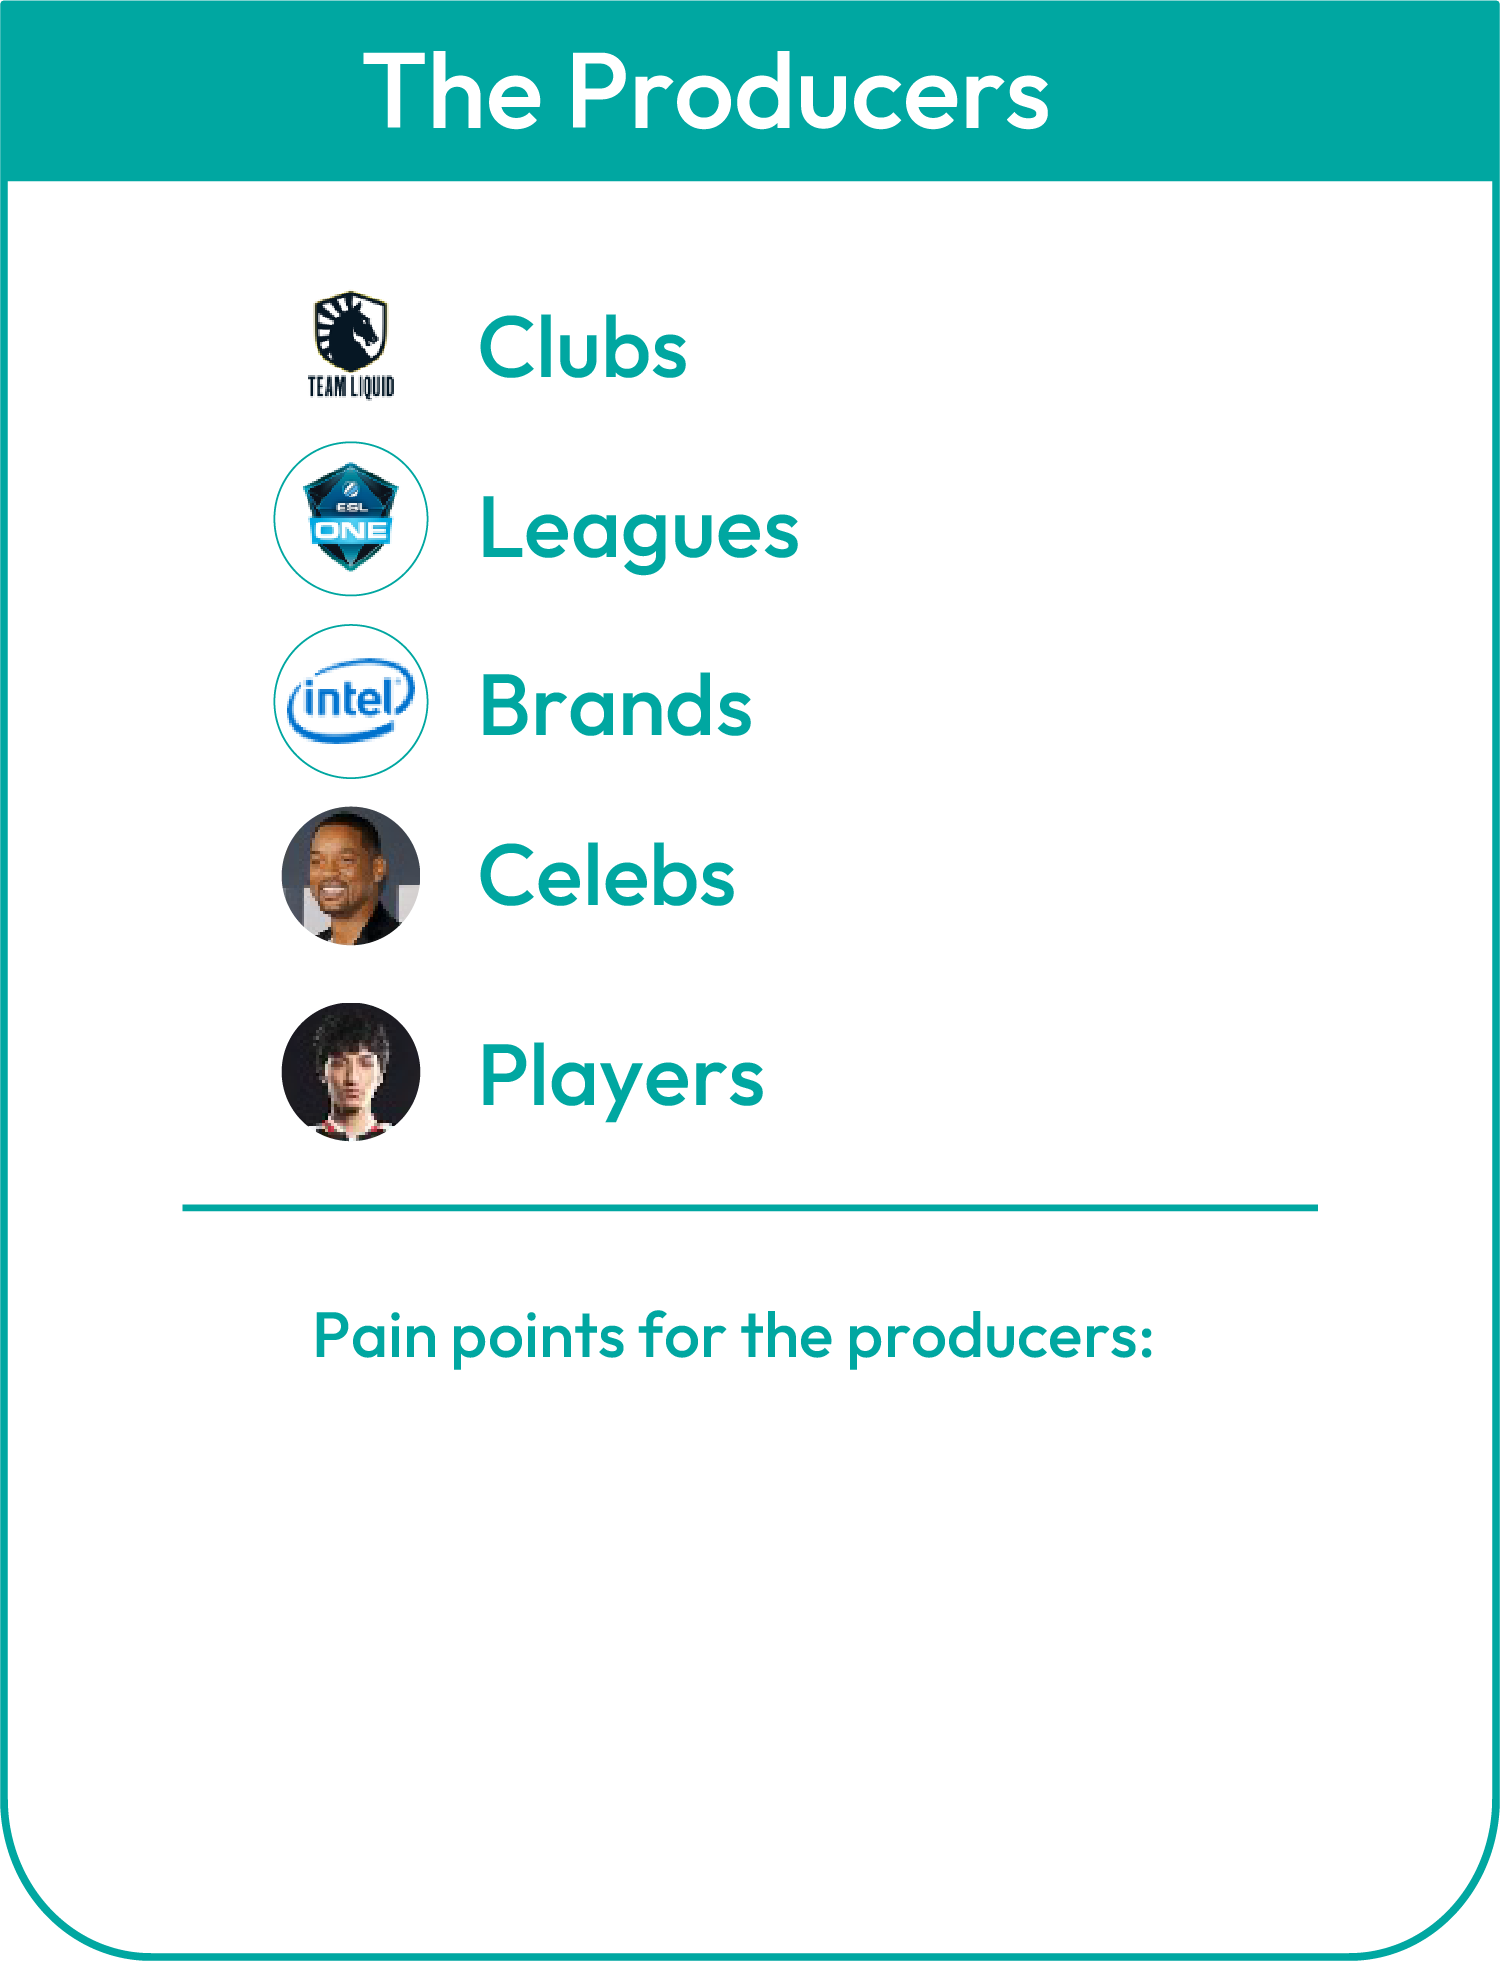 The Producers
TEAM LIQUID
Clubs
ESL
ONE
Leagues
intel
Brands
Celebs
Players
Pain points for the producers: